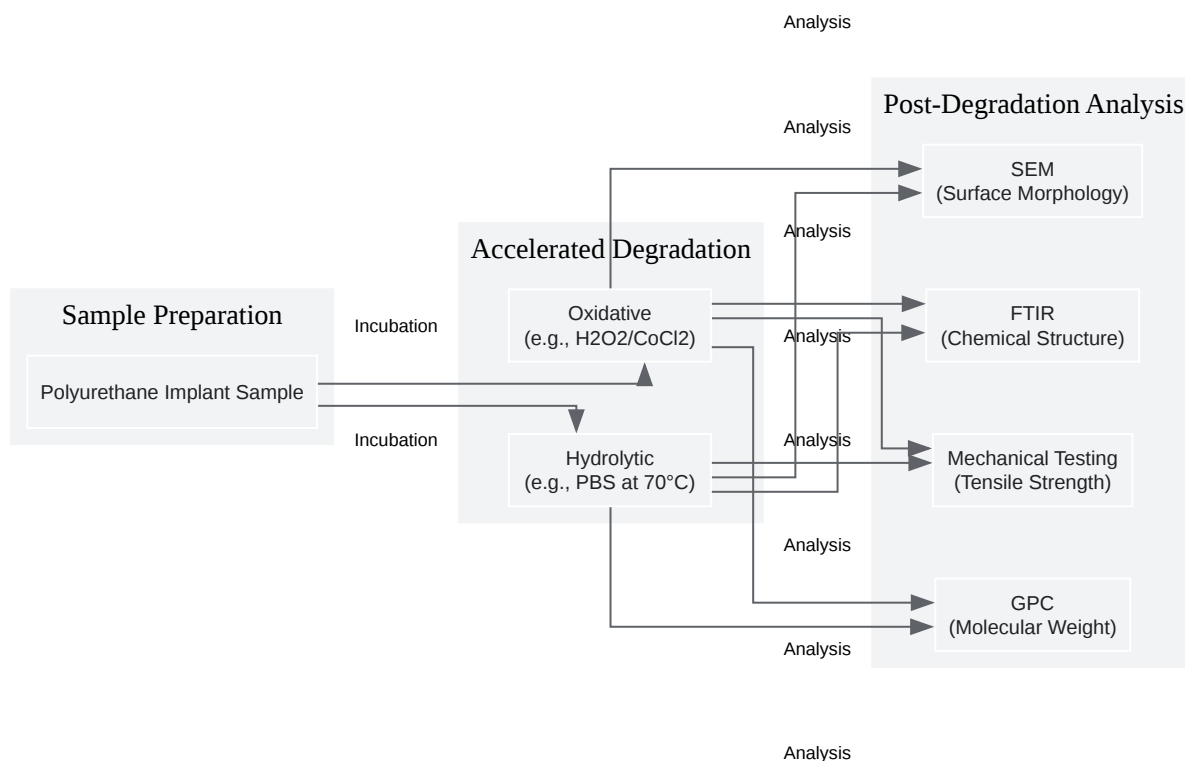 Sample Preparation
Polyurethane Implant Sample
Incubation
Incubation
Accelerated Degradation
Oxidative
(e.g., H2O2/CoCl2)
Hydrolytic
(e.g., PBS at 70°C)
Analysis
Analysis
Analysis
Analysis
Analysis
Analysis
Analysis
Analysis
Post-Degradation Analysis
SEM
(Surface Morphology)
FTIR
(Chemical Structure)
Mechanical Testing
(Tensile Strength)
GPC
(Molecular Weight)